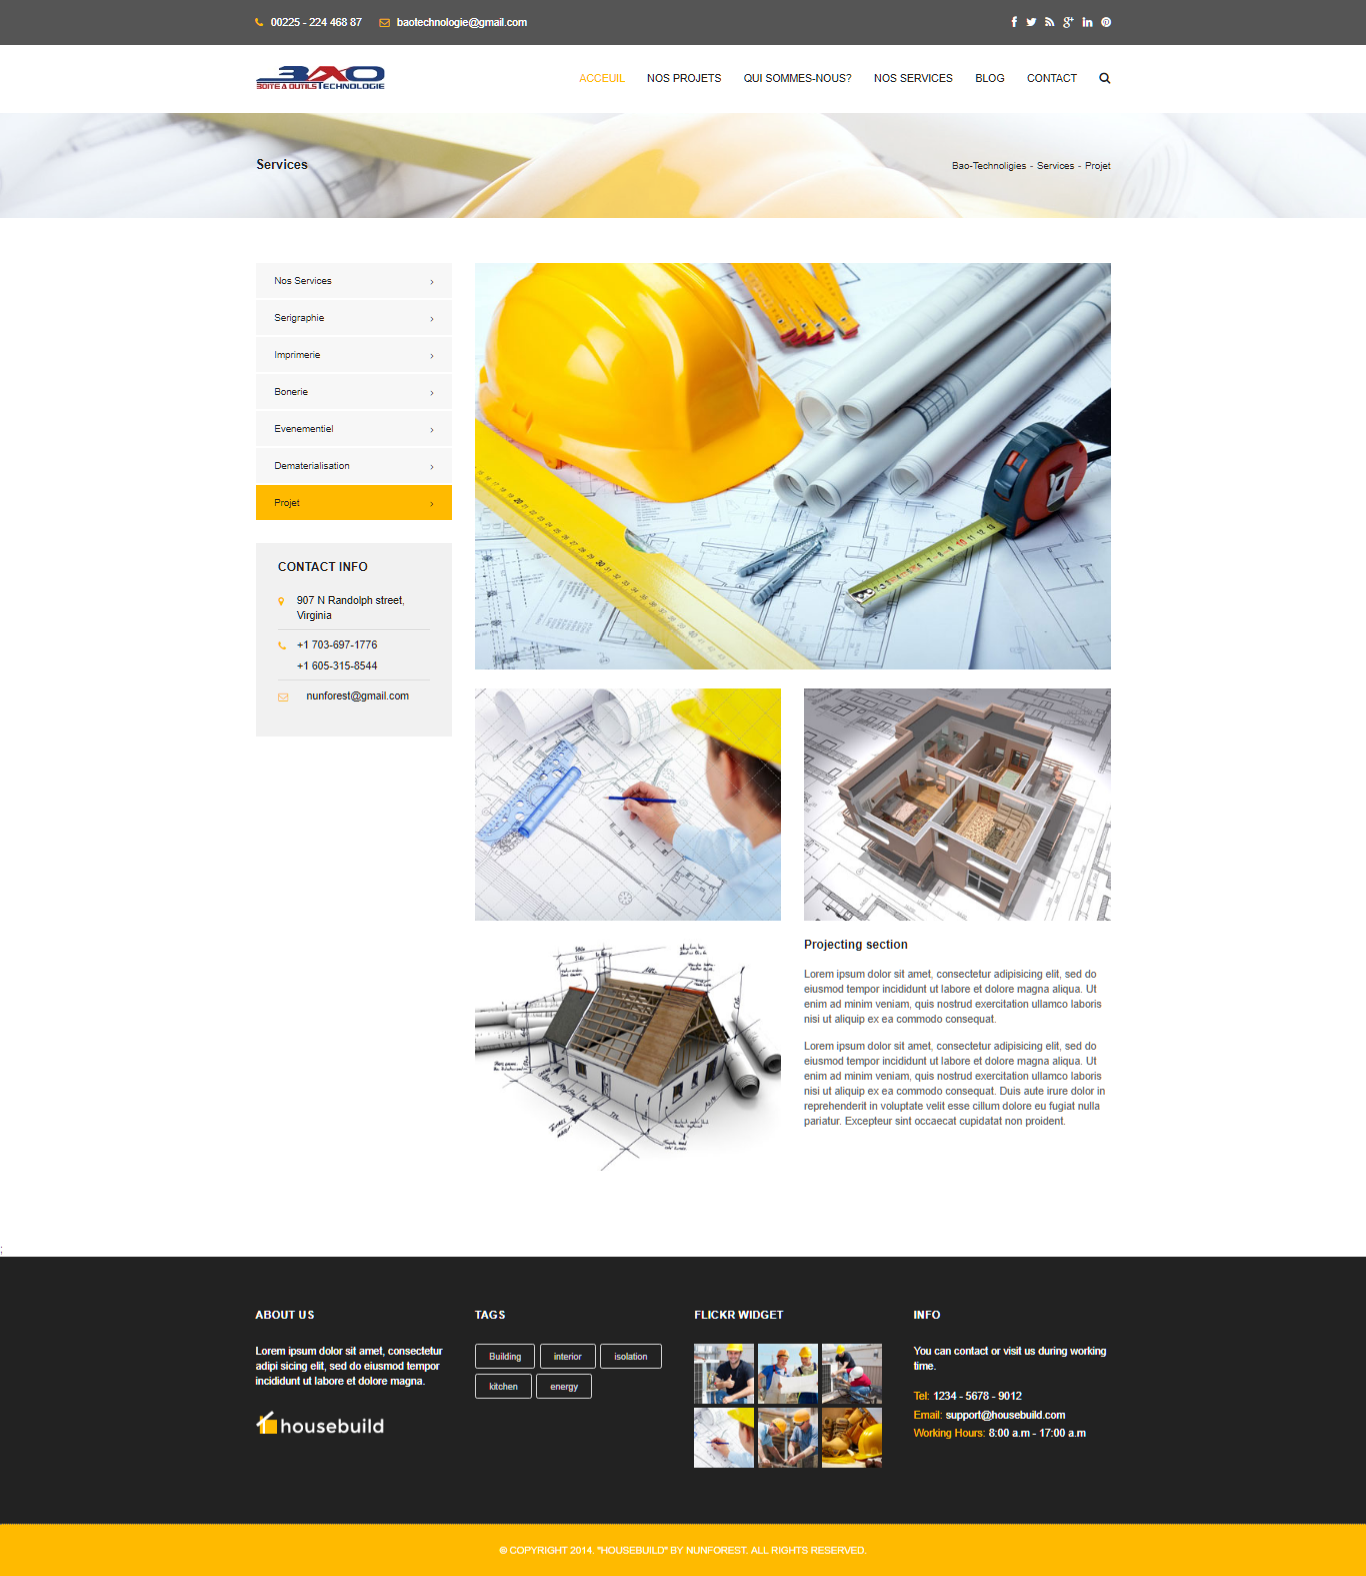 00225 - 224 468 87 baotechnologie@gmail.com
BAO
BOITE A OUTILS TECHNOLOGIE
ACCEUIL NOS PROJETS QUI SOMMES-NOUS? NOS SERVICES BLOG CONTACT
Services
Bao-Technoligies - Services - Projet
Nos Services
Serigraphie
Imprimerie
Bonerie
Evenementiel
Dematerialisation
Projet
CONTACT INFO
907 N Randolph street,
Virginia
+1 703-697-1776
+1 605-315-8544
nunforest@gmail.com
Projecting section
Lorem ipsum dolor sit amet, consectetur adipisicing elit, sed do
eiusmod tempor incididunt ut labore et dolore magna aliqua. Ut
enim ad minim veniam, quis nostrud exercitation ullamco laboris
nisi ut aliquip ex ea commodo consequat.
Lorem ipsum dolor sit amet, consectetur adipisicing elit, sed do
eiusmod tempor incididunt ut labore et dolore magna aliqua. Ut
enim ad minim veniam, quis nostrud exercitation ullamco laboris
nisi ut aliquip ex ea commodo consequat. Duis aute irure dolor in
reprehenderit in voluptate velit esse cillum dolore eu fugiat nulla
pariatur. Excepteur sint occaecat cupidatat non proident.
;
ABOUT US
Lorem ipsum dolor sit amet, consectetur
adipi sicing elit, sed do eiusmod tempor
incididunt ut labore et dolore magna.
housebuild
TAGS
Building interior isolation
kitchen energy
FLICKR WIDGET
INFO
You can contact or visit us during working
time.
Tel: 1234 - 5678 - 9012
Email: support@housebuild.com
Working Hours: 8:00 a.m - 17:00 a.m
© COPYRIGHT 2014. "HOUSEBUILD" BY NUNFOREST. ALL RIGHTS RESERVED.